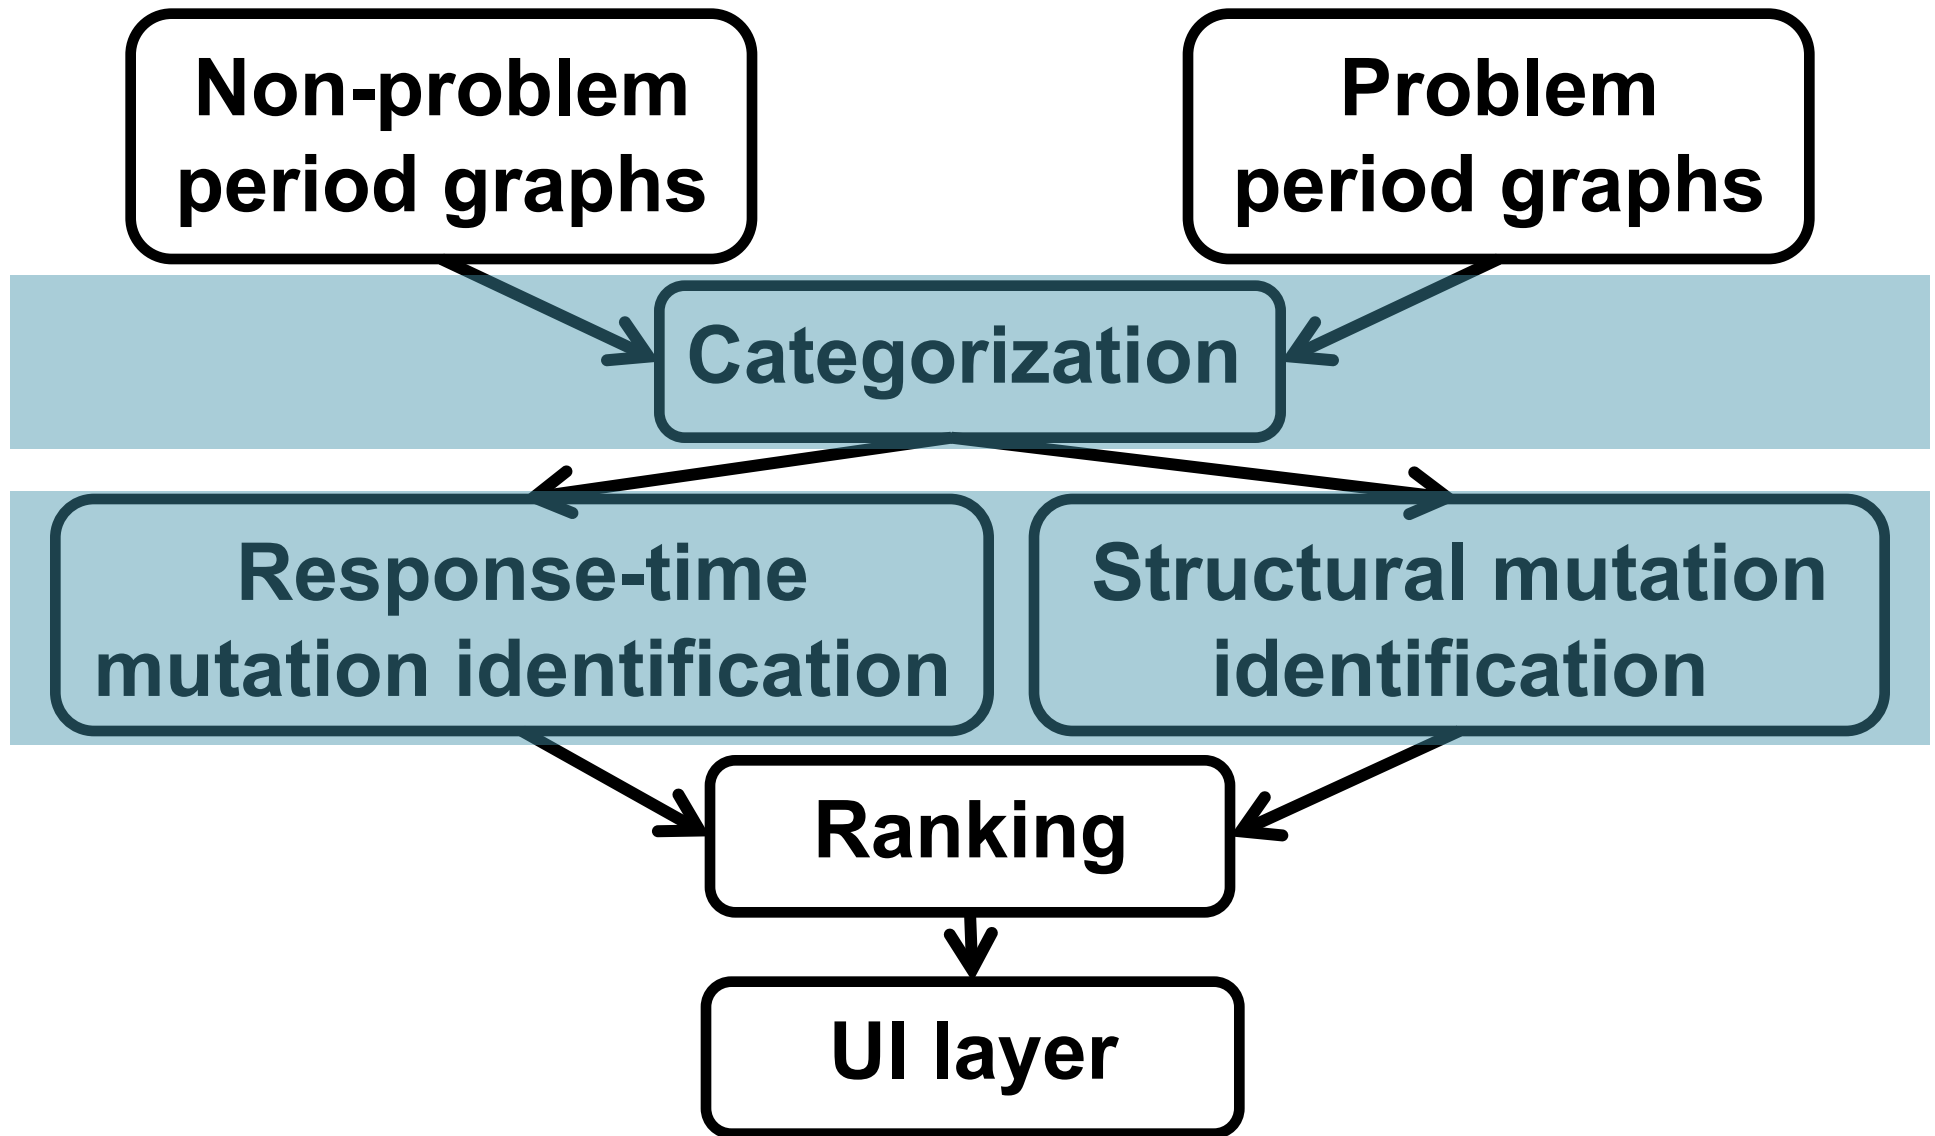 Non-problem
period graphs
Problem
period graphs
Categorization
Response-time
mutation identification
Structural mutation
identification
Ranking
UI layer